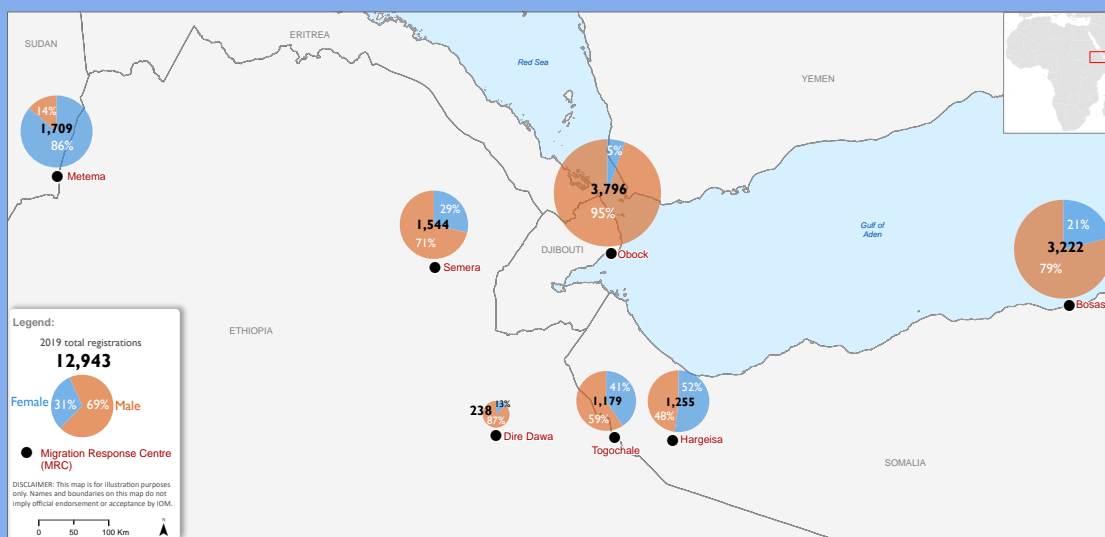 SUDAN
ERITREA
Red Sea
YEMEN
14%
1,709
86%
Metema
5%
3,796
95%
Obock
29%
1,544
71%
Semera
DJIBOUTI
Gulf of
Aden
21%
3,222
79%
Bosas
ETHIOPIA
238
13%
87%
Dire Dawa
41%
1,179
59%
Togochale
52%
1,255
48%
Hargeisa
SOMALIA
Legend:
2019 total registrations
12,943
Female 31% 69% Male
Migration Response Centre
(MRC)
DISCLAIMER: This map is for illustration purposes
only. Names and boundaries on this map do not
imply official endorsement or acceptance by IOM.
N
0 50 100 Km